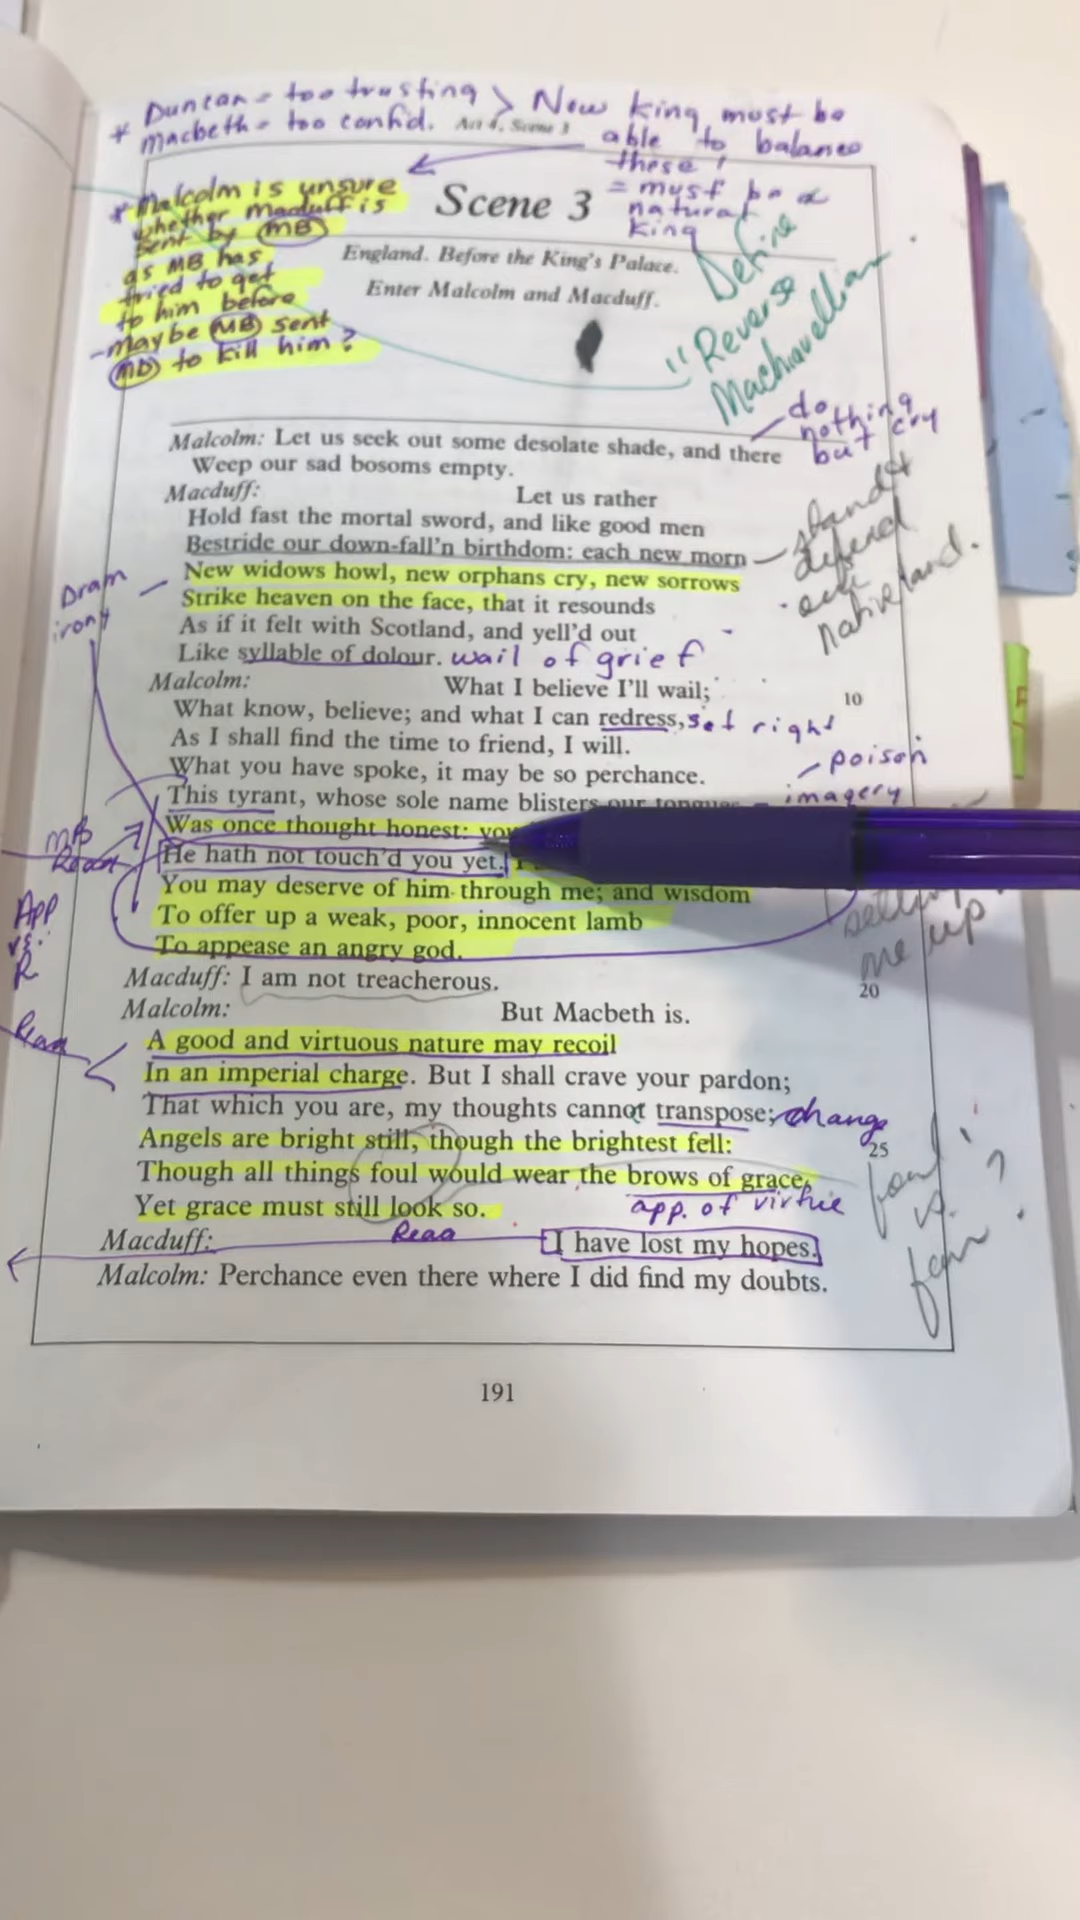 * Duncan = too trusting > Now king must be
macbeth = too confid. Act 4, Scene 3 able to balance
these!
= must be a
natural
king
* Malcolm is unsure
whether macduff is
sent by MB
as MB has
tried to get
to him before
- maybe MB sent
MD to kill him?
Scene 3
England. Before the King's Palace.
Enter Malcolm and Macduff.
Define
"Reverse
Machiavellian
Malcolm: Let us seek out some desolate shade, and there
do
nothing
but cry
Weep our sad bosoms empty.
Macduff: Let us rather
Hold fast the mortal sword, and like good men
Bestride our down-fall'n birthdom: each new morn
stand &
defend
our
native land.
New widows howl, new orphans cry, new sorrows
Dram
irony
Strike heaven on the face, that it resounds
As if it felt with Scotland, and yell'd out
Like syllable of dolour. wail of grief
Malcolm: What I believe I'll wail;
What know, believe; and what I can redress, set right 10
As I shall find the time to friend, I will.
What you have spoke, it may be so perchance.
This tyrant, whose sole name blisters our tongues
- poison
imagery
Was once thought honest: you
MB
He hath not touch'd you yet.
You may deserve of him through me; and wisdom
To offer up a weak, poor, innocent lamb
To appease an angry god.
me up
App
vs.
R
Macduff: I am not treacherous.
20
Malcolm: But Macbeth is.
A good and virtuous nature may recoil
In an imperial charge. But I shall crave your pardon;
That which you are, my thoughts cannot transpose; change
Angels are bright still, though the brightest fell:
25
Though all things foul would wear the brows of grace,
Yet grace must still look so. app. of virtue
foul
vs.
fair ?
Macduff: I have lost my hopes.
Malcolm: Perchance even there where I did find my doubts.
191